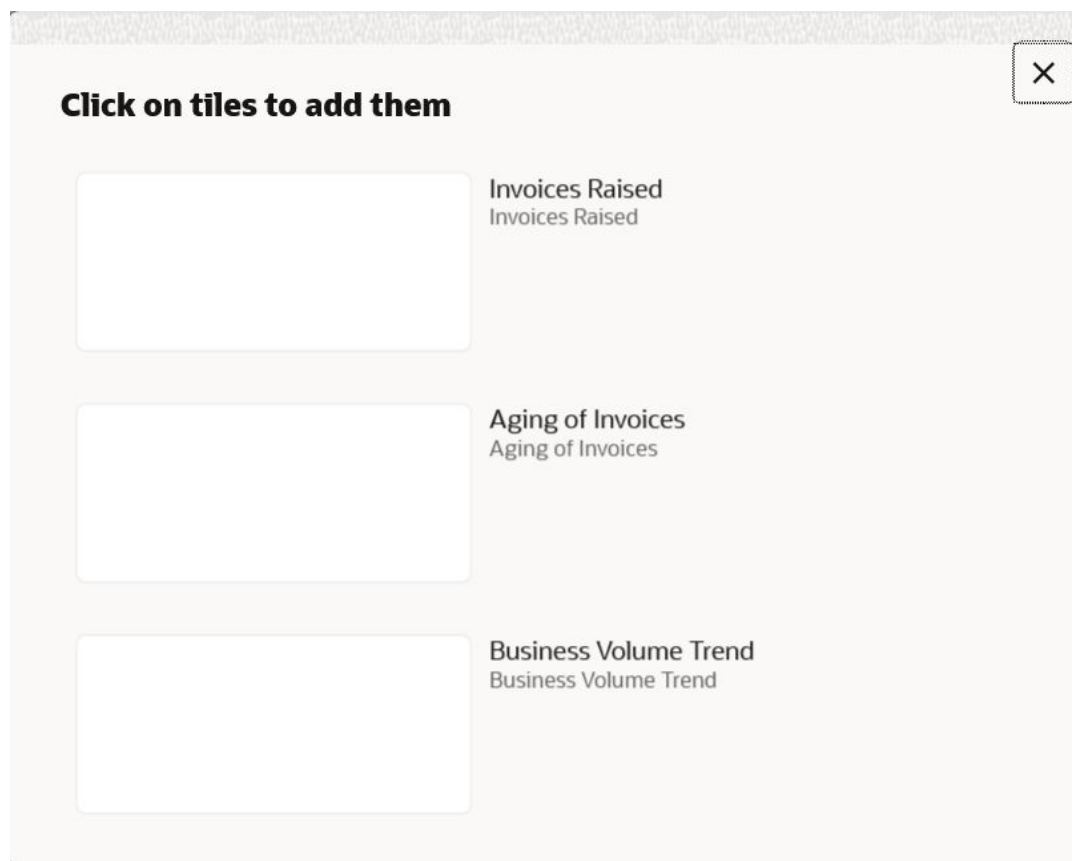 Click on tiles to add them
Invoices Raised
Invoices Raised
Aging of Invoices
Aging of Invoices
Business Volume Trend
Business Volume Trend